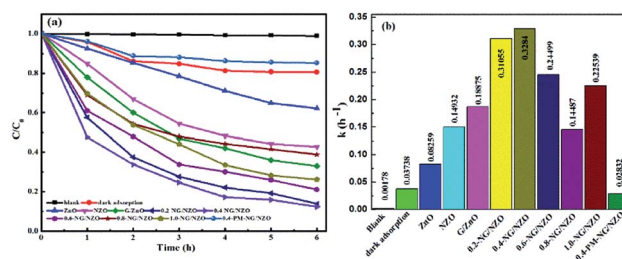 (a)
C/C0
1.0
0.8
0.6
0.4
0.2
0.0
blank dark adsorption
ZnO NZO G/ZnO 0.2 NG/NZO 0.4 NG/NZO
0.6-NG/NZO 0.8-NG/NZO 1.0-NG/NZO 0.4-PM-NG/NZO
0 1 2 3 4 5 6
Time (h)
(b)
k (h⁻¹)
0.35
0.30
0.25
0.20
0.15
0.10
0.05
0.00
0.00178
0.03738
0.08259
0.14932
0.18875
0.31055
0.3284
0.24499
0.14487
0.22539
0.02832
Blank
dark adsorption
ZnO
NZO
G/ZnO
0.2-NG/NZO
0.4-NG/NZO
0.6-NG/NZO
0.8-NG/NZO
1.0-NG/NZO
0.4-PM-NG/NZO